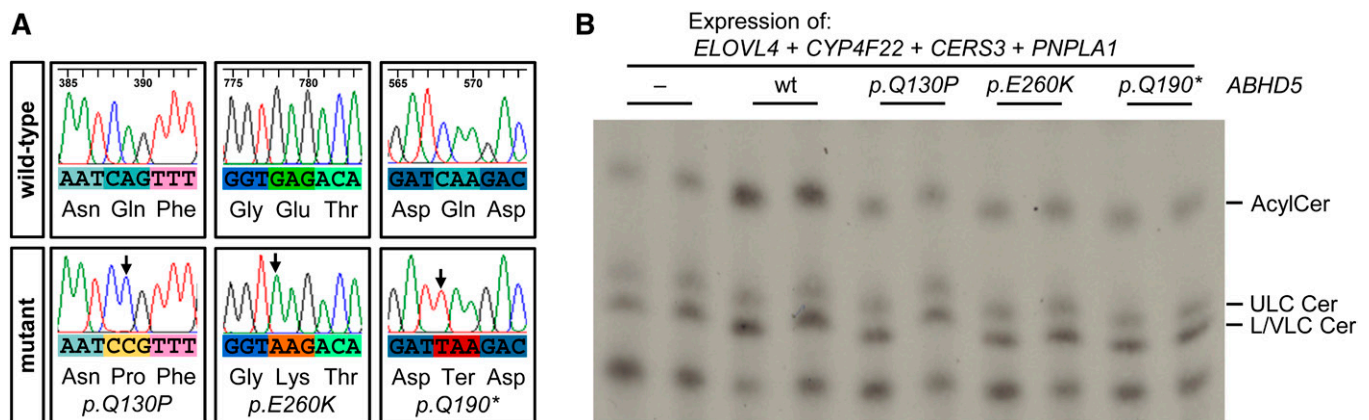 A
wild-type
385 390
AATCAGTTT
Asn Gln Phe
775 780
GGTGAGACA
Gly Glu Thr
565 570
GATCAAGAC
Asp Gln Asp
mutant
AATCCGTTT
Asn Pro Phe
p.Q130P
GGTAAGACA
Gly Lys Thr
p.E260K
GATTAAGAC
Asp Ter Asp
p.Q190*
B
Expression of:
ELOVL4 + CYP4F22 + CERS3 + PNPLA1
– wt p.Q130P p.E260K p.Q190* ABHD5
AcylCer
ULC Cer
L/VLC Cer